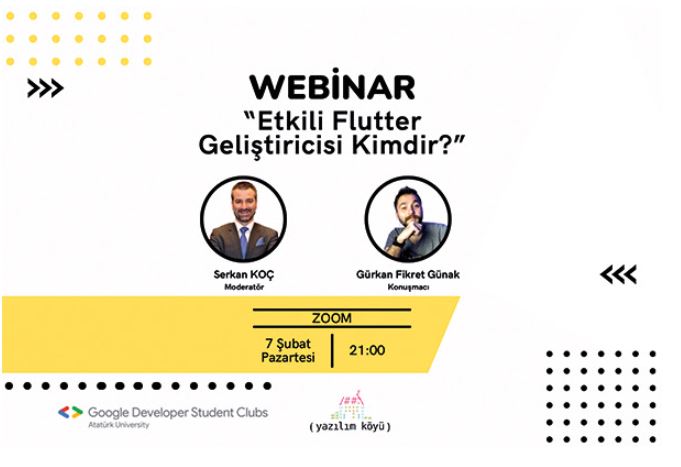 WEBİNAR
“Etkili Flutter
Geliştiricisi Kimdir?”
Serkan KOÇ
Moderatör
Gürkan Fikret Günak
Konuşmacı
ZOOM
7 Şubat
Pazartesi
21:00
Google Developer Student Clubs
Atatürk University
/##\
(yazılım köyü)